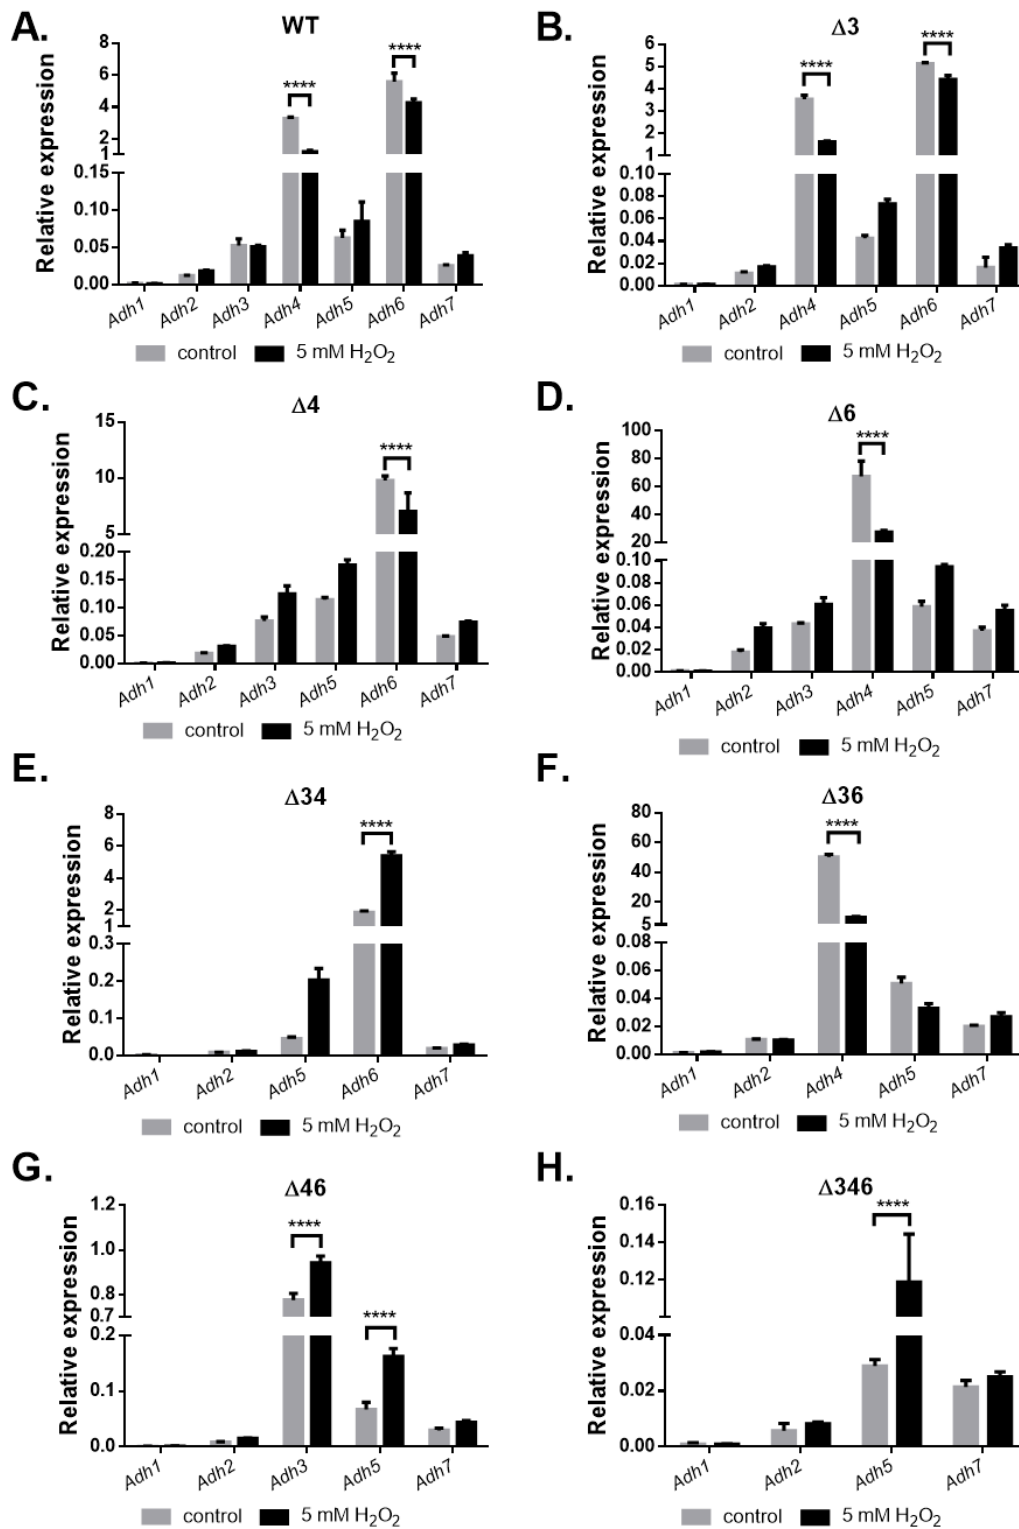 A.
WT
Relative expression
8
6
4
2
1
0.15
0.10
0.05
0.00
****
****
Adh1 Adh2 Adh3 Adh4 Adh5 Adh6 Adh7
control 5 mM H₂O₂
B.
Δ3
Relative expression
6
5
4
3
2
1
0.10
0.08
0.06
0.04
0.02
0.00
****
****
Adh1 Adh2 Adh4 Adh5 Adh6 Adh7
control 5 mM H₂O₂
C.
Δ4
Relative expression
15
10
5
0.20
0.15
0.10
0.05
0.00
****
Adh1 Adh2 Adh3 Adh5 Adh6 Adh7
control 5 mM H₂O₂
D.
Δ6
Relative expression
100
80
60
40
20
0.10
0.08
0.06
0.04
0.02
0.00
****
Adh1 Adh2 Adh3 Adh4 Adh5 Adh7
control 5 mM H₂O₂
E.
Δ34
Relative expression
8
6
4
2
1
0.3
0.2
0.1
0.0
****
Adh1 Adh2 Adh5 Adh6 Adh7
control 5 mM H₂O₂
F.
Δ36
Relative expression
80
60
40
20
5
0.08
0.06
0.04
0.02
0.00
****
Adh1 Adh2 Adh4 Adh5 Adh7
control 5 mM H₂O₂
G.
Δ46
Relative expression
1.2
1.0
0.8
0.7
0.2
0.1
0.0
****
****
Adh1 Adh2 Adh3 Adh5 Adh7
control 5 mM H₂O₂
H.
Δ346
Relative expression
0.16
0.14
0.12
0.04
0.02
0.00
****
Adh1 Adh2 Adh5 Adh7
control 5 mM H₂O₂